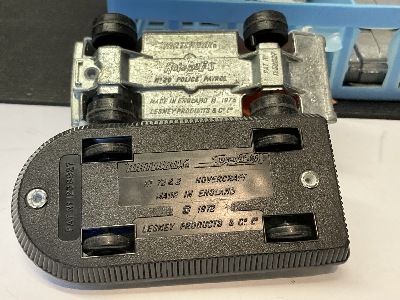 MATCHBOX
Rolamatics
Nº 20 POLICE PATROL
MADE IN ENGLAND © 1975
LESNEY PRODUCTS & Cº Lᵀᴰ
MATCHBOX Superfast
Nº 72 & 2 HOVERCRAFT
MADE IN ENGLAND
© 1972
LESNEY PRODUCTS & Cº Lᵀᴰ